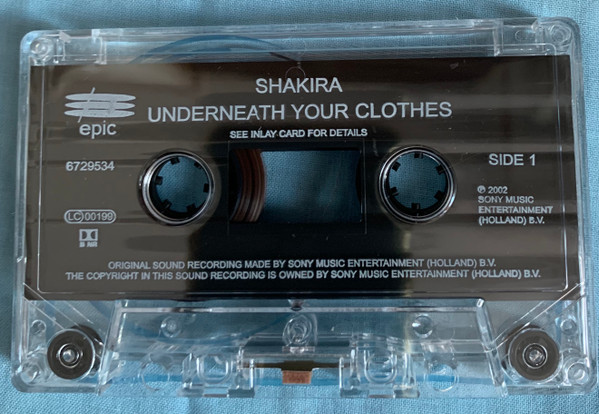 SHAKIRA
UNDERNEATH YOUR CLOTHES
epic
SEE INLAY CARD FOR DETAILS
6729534
SIDE 1
LC 00199
℗ 2002
SONY MUSIC
ENTERTAINMENT
(HOLLAND) B.V.
ORIGINAL SOUND RECORDING MADE BY SONY MUSIC ENTERTAINMENT (HOLLAND) B.V.
THE COPYRIGHT IN THIS SOUND RECORDING IS OWNED BY SONY MUSIC ENTERTAINMENT (HOLLAND) B.V.